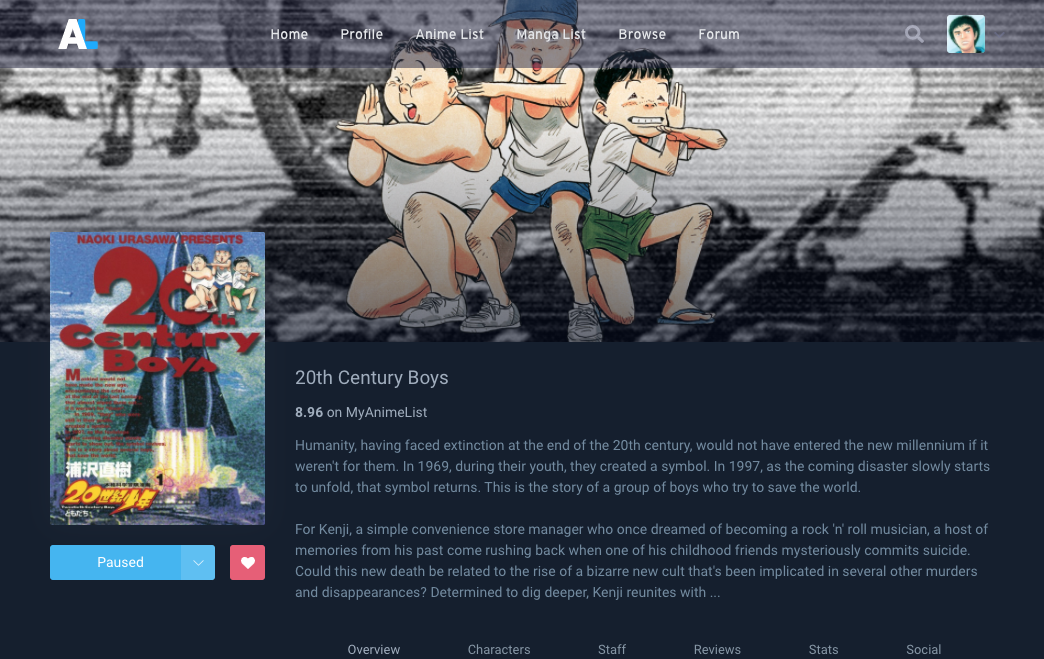 AL
Home
Profile
Anime List
Manga List
Browse
Forum
NAOKI URASAWA PRESENTS
20th
Century
Boys
浦沢直樹
1
20世紀少年
ともだち
20th Century Boys
8.96 on MyAnimeList
Humanity, having faced extinction at the end of the 20th century, would not have entered the new millennium if it
weren't for them. In 1969, during their youth, they created a symbol. In 1997, as the coming disaster slowly starts
to unfold, that symbol returns. This is the story of a group of boys who try to save the world.
For Kenji, a simple convenience store manager who once dreamed of becoming a rock 'n' roll musician, a host of
memories from his past come rushing back when one of his childhood friends mysteriously commits suicide.
Could this new death be related to the rise of a bizarre new cult that's been implicated in several other murders
and disappearances? Determined to dig deeper, Kenji reunites with ...
Paused
Overview
Characters
Staff
Reviews
Stats
Social